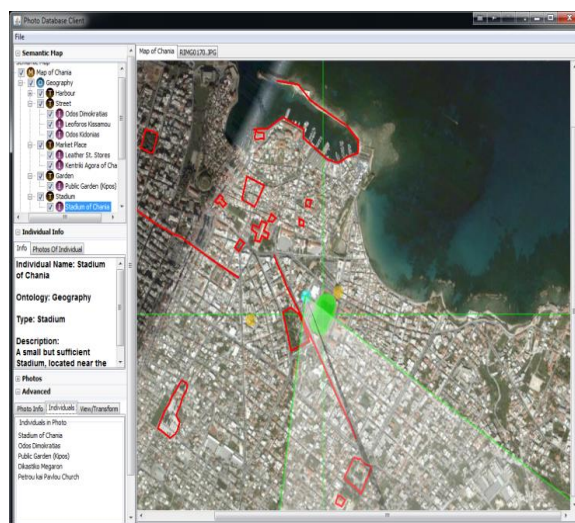 Photo Database Client
File
Semantic Map
Map of Chania
RIMG0170.JPG
Semantic Map
Map of Chania
Geography
Harbour
Street
Odos Dimokratias
Leoforos Kissamou
Odos Kidonias
Market Place
Leather St. Stores
Kentriki Agora of Cha
Garden
Public Garden (Kipos)
Stadium
Stadium of Chania
Individual Info
Info
Photos Of Individual
Individual Name: Stadium
of Chania
Ontology: Geography
Type: Stadium
Description:
A small but sufficient
Stadium, located near the
Photos
Advanced
Photo Info
Individuals
View/Transform
Individuals in Photo
Stadium of Chania
Odos Dimokratias
Public Garden (Kipos)
Dikastiko Megaron
Petrou kai Pavlou Church